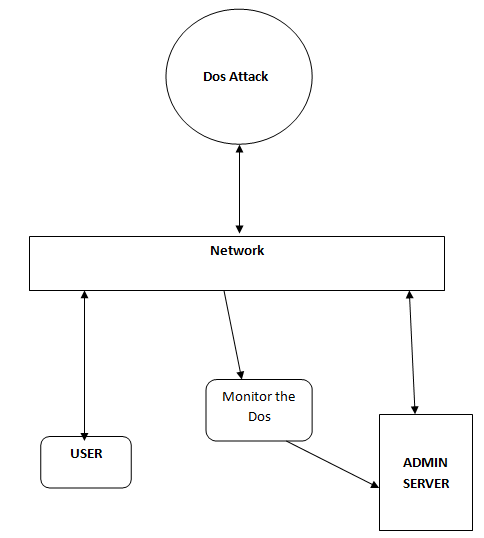 Dos Attack
Network
Monitor the
Dos
USER
ADMIN
SERVER